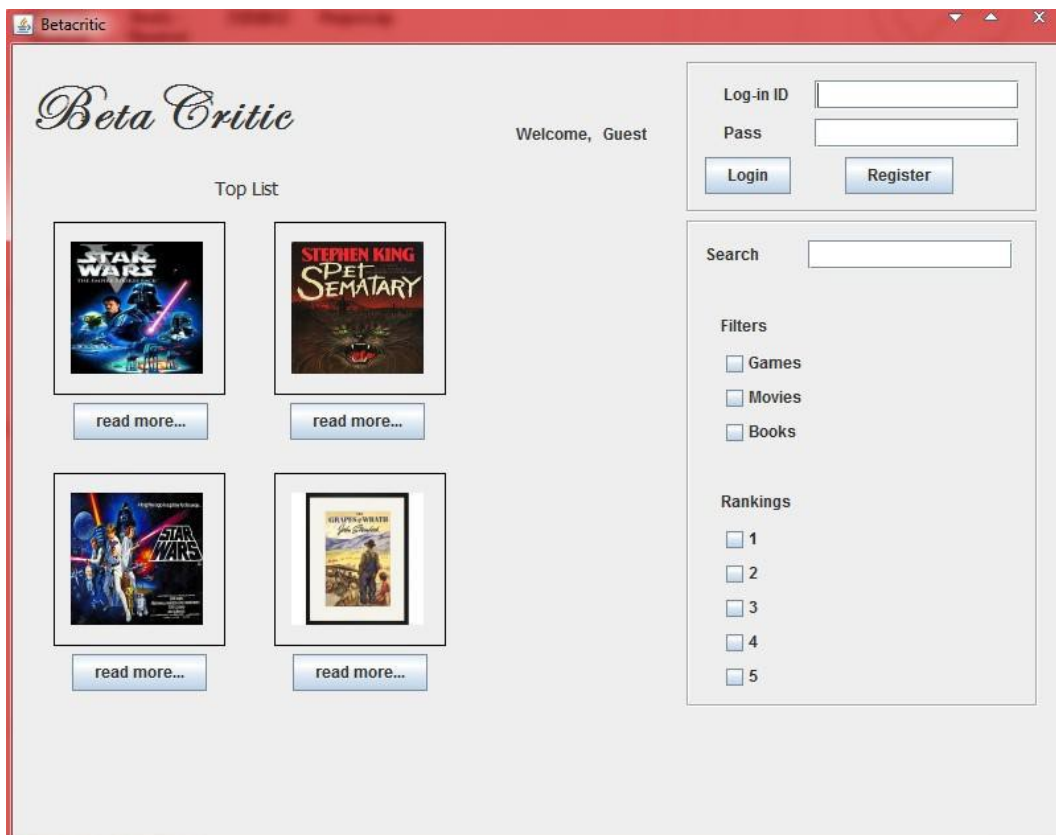 Betacritic
Beta Critic
Welcome, Guest
Log-in ID
Pass
Login
Register
Top List
Search
STAR
WARS
STEPHEN KING
PET
SEMATARY
read more...
read more...
Filters
Games
Movies
Books
STAR
WARS
GRAPES of WRATH
John Steinbeck
read more...
read more...
Rankings
1
2
3
4
5